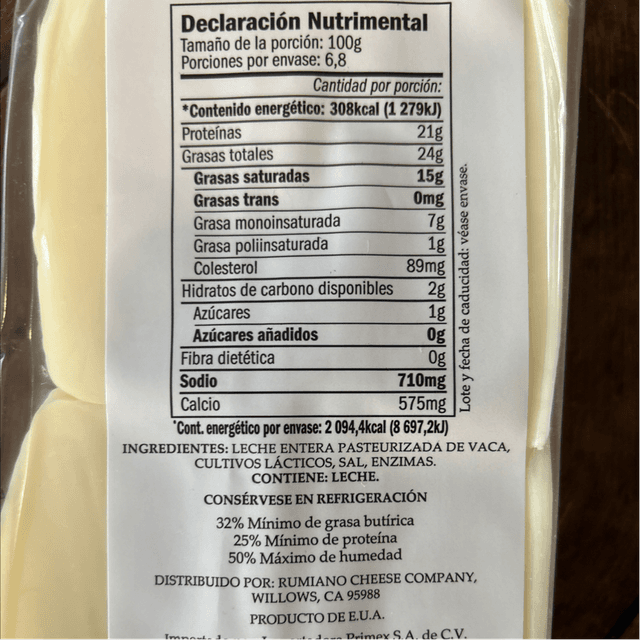 Declaración Nutrimental
Tamaño de la porción: 100g
Porciones por envase: 6,8
Cantidad por porción:
*Contenido energético: 308kcal (1 279kJ)
Proteínas 21g
Grasas totales 24g
Grasas saturadas 15g
Grasas trans 0mg
Grasa monoinsaturada 7g
Grasa poliinsaturada 1g
Colesterol 89mg
Hidratos de carbono disponibles 2g
Azúcares 1g
Azúcares añadidos 0g
Fibra dietética 0g
Sodio 710mg
Calcio 575mg
*Cont. energético por envase: 2 094,4kcal (8 697,2kJ)
Lote y fecha de caducidad: véase envase.
INGREDIENTES: LECHE ENTERA PASTEURIZADA DE VACA,
CULTIVOS LÁCTICOS, SAL, ENZIMAS.
CONTIENE: LECHE.
CONSÉRVESE EN REFRIGERACIÓN
32% Mínimo de grasa butírica
25% Mínimo de proteína
50% Máximo de humedad
DISTRIBUIDO POR: RUMIANO CHEESE COMPANY,
WILLOWS, CA 95988
PRODUCTO DE E.U.A.
Primex S.A. de C.V.